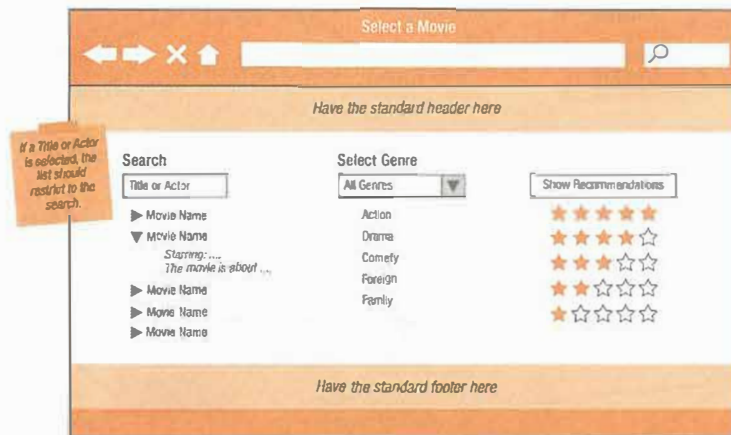 Select a Movie
Have the standard header here
If a Title or Actor
is selected, the
list should
restrict to the
search.
Search
Title or Actor
Movie Name
Movie Name
Starring: ....
The movie is about ....
Movie Name
Movie Name
Movie Name
Select Genre
All Genres
Action
Drama
Comefy
Foreign
Family
Show Recommendations
Have the standard footer here